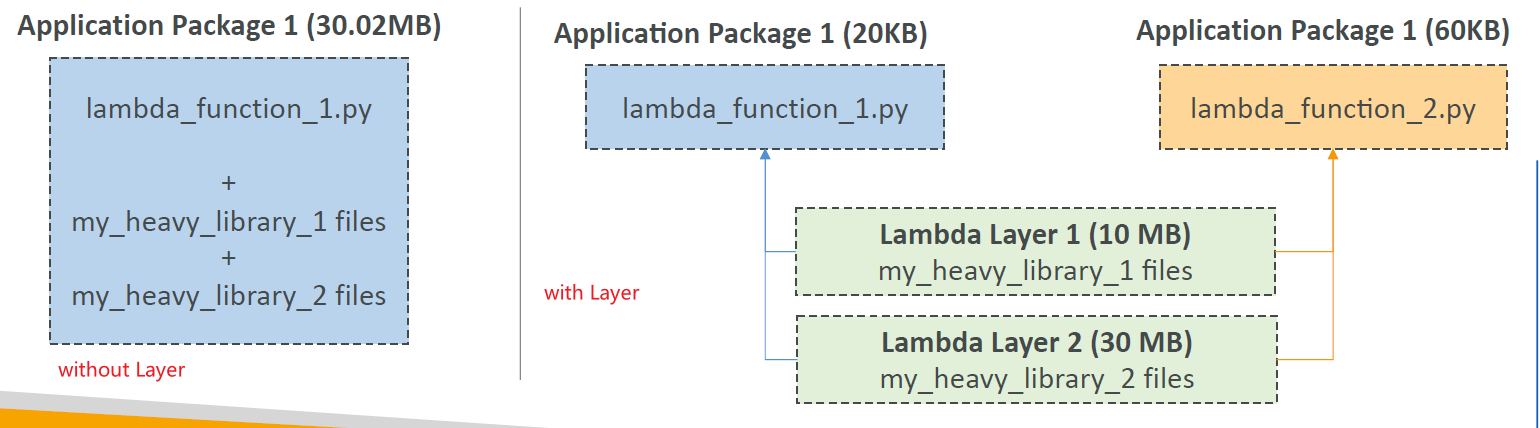 Application Package 1 (30.02MB)
lambda_function_1.py
+
my_heavy_library_1 files
+
my_heavy_library_2 files
without Layer
Application Package 1 (20KB)
lambda_function_1.py
Application Package 1 (60KB)
lambda_function_2.py
with Layer
Lambda Layer 1 (10 MB)
my_heavy_library_1 files
Lambda Layer 2 (30 MB)
my_heavy_library_2 files